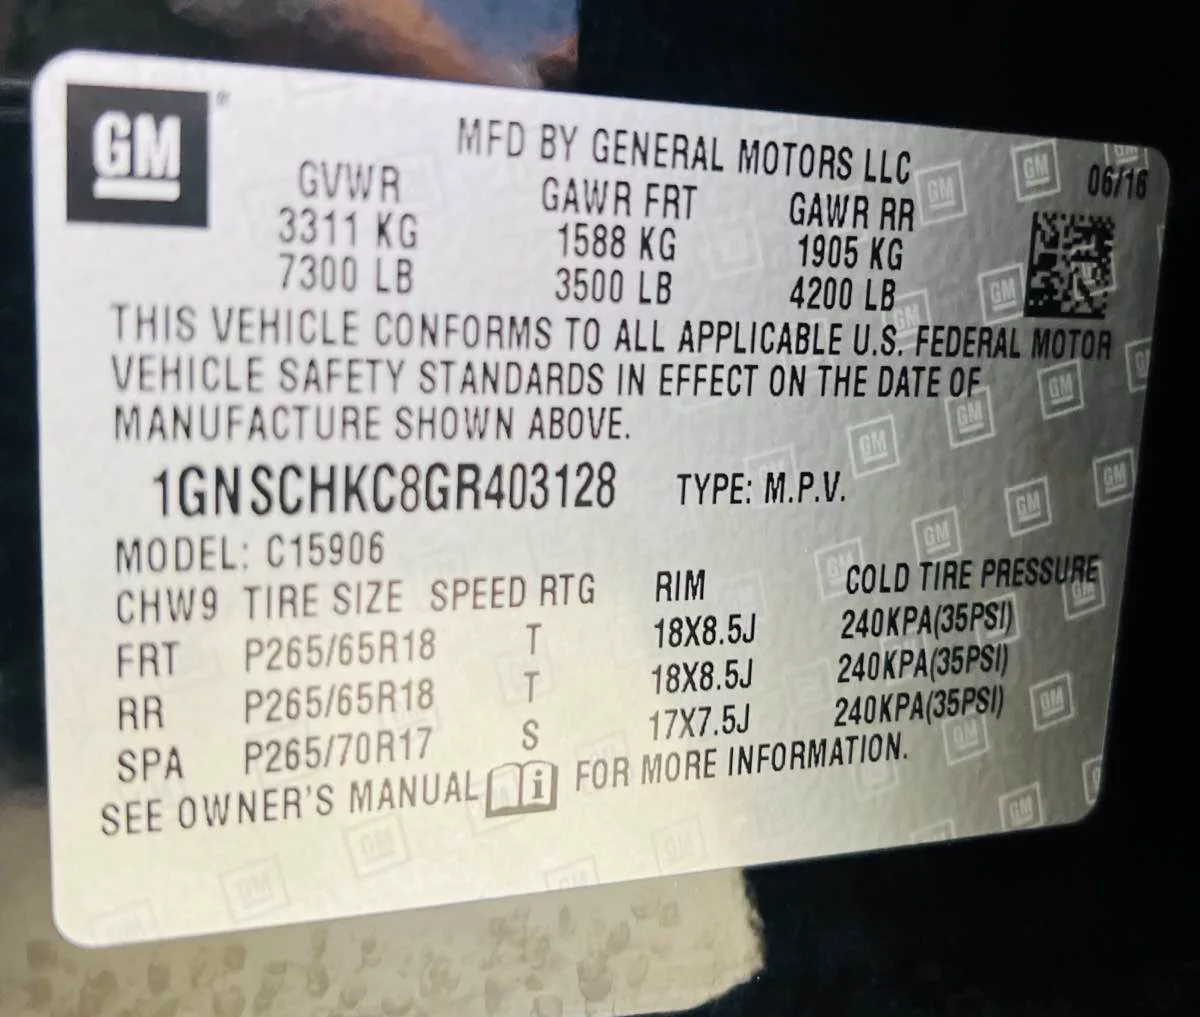 GM
MFD BY GENERAL MOTORS LLC
06/16
GVWR GAWR FRT GAWR RR
3311 KG 1588 KG 1905 KG
7300 LB 3500 LB 4200 LB
THIS VEHICLE CONFORMS TO ALL APPLICABLE U.S. FEDERAL MOTOR
VEHICLE SAFETY STANDARDS IN EFFECT ON THE DATE OF
MANUFACTURE SHOWN ABOVE.
1GNSCHKC8GR403128 TYPE: M.P.V.
MODEL: C15906
CHW9 TIRE SIZE SPEED RTG RIM COLD TIRE PRESSURE
FRT P265/65R18 T 18X8.5J 240KPA(35PSI)
RR P265/65R18 T 18X8.5J 240KPA(35PSI)
SPA P265/70R17 S 17X7.5J 240KPA(35PSI)
SEE OWNER'S MANUAL i FOR MORE INFORMATION.